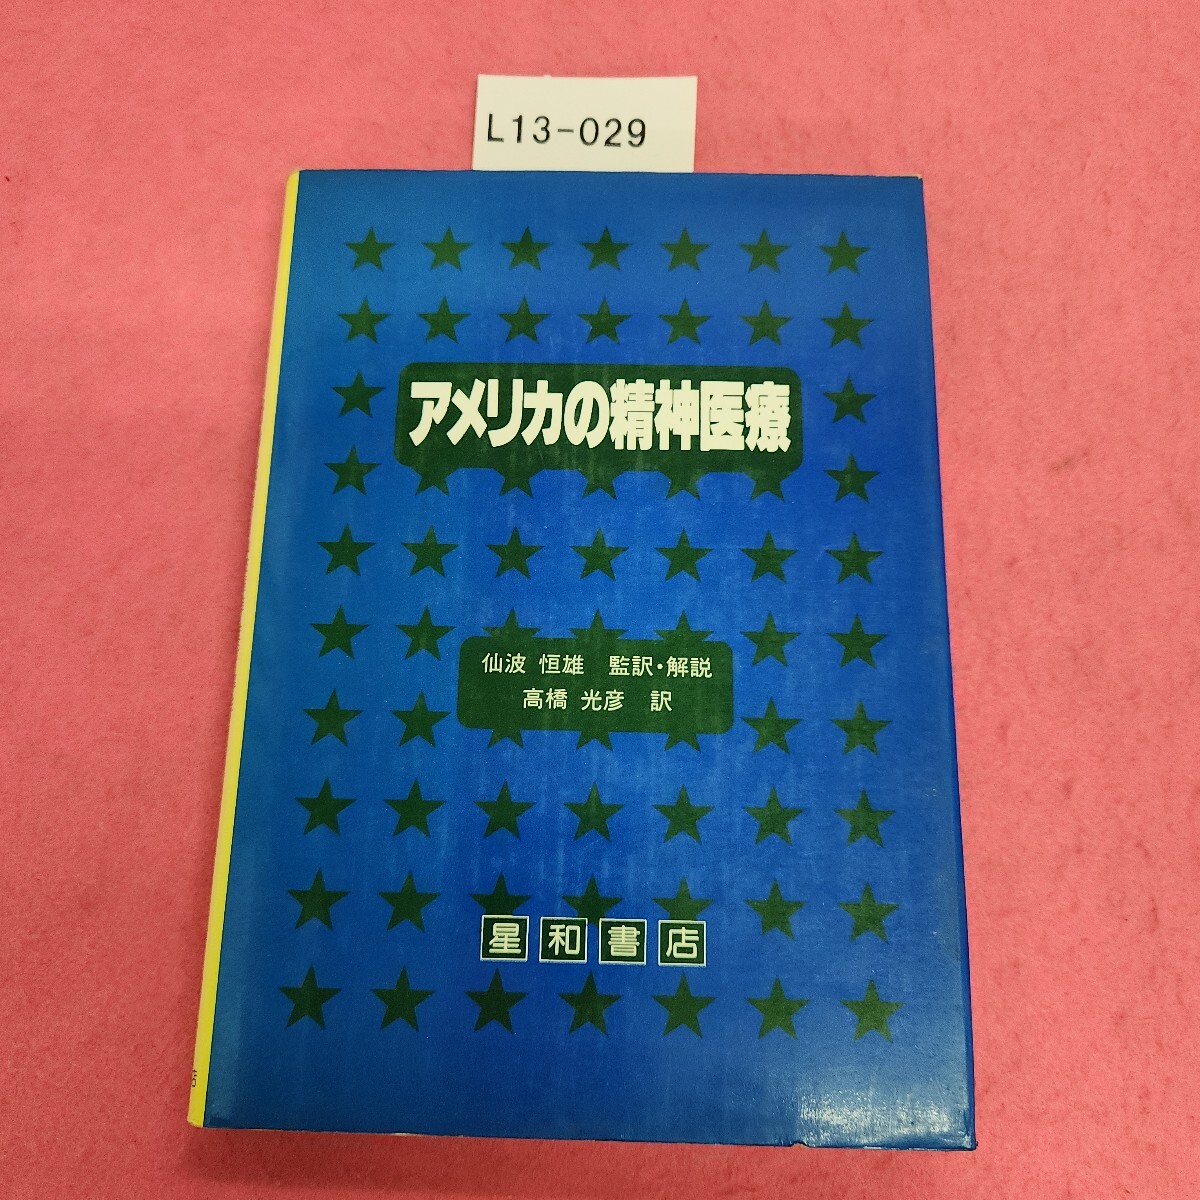 L13-029
アメリカの精神医療
仙波 恒雄 監訳・解説
高橋 光彦 訳
星和書店